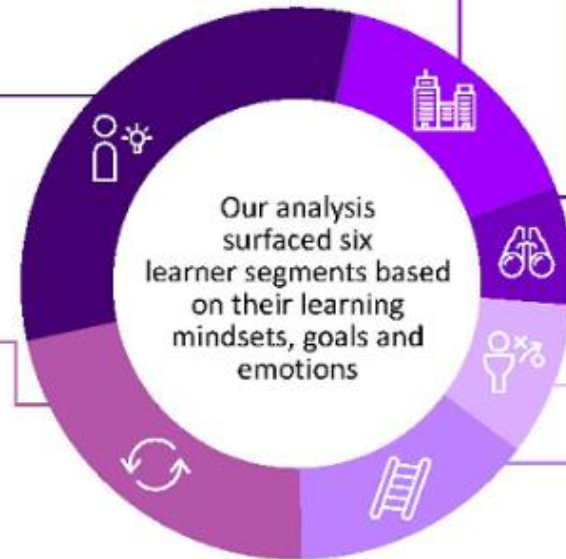 Our analysis
surfaced six
learner segments based
on their learning
mindsets, goals and
emotions